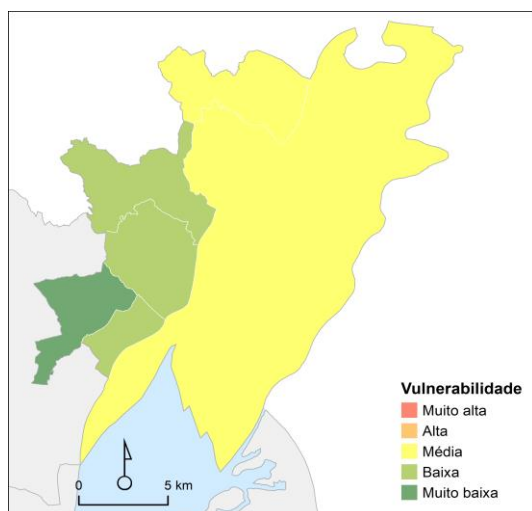 Vulnerabilidade
Muito alta
Alta
Média
Baixa
Muito baixa
0 5 km